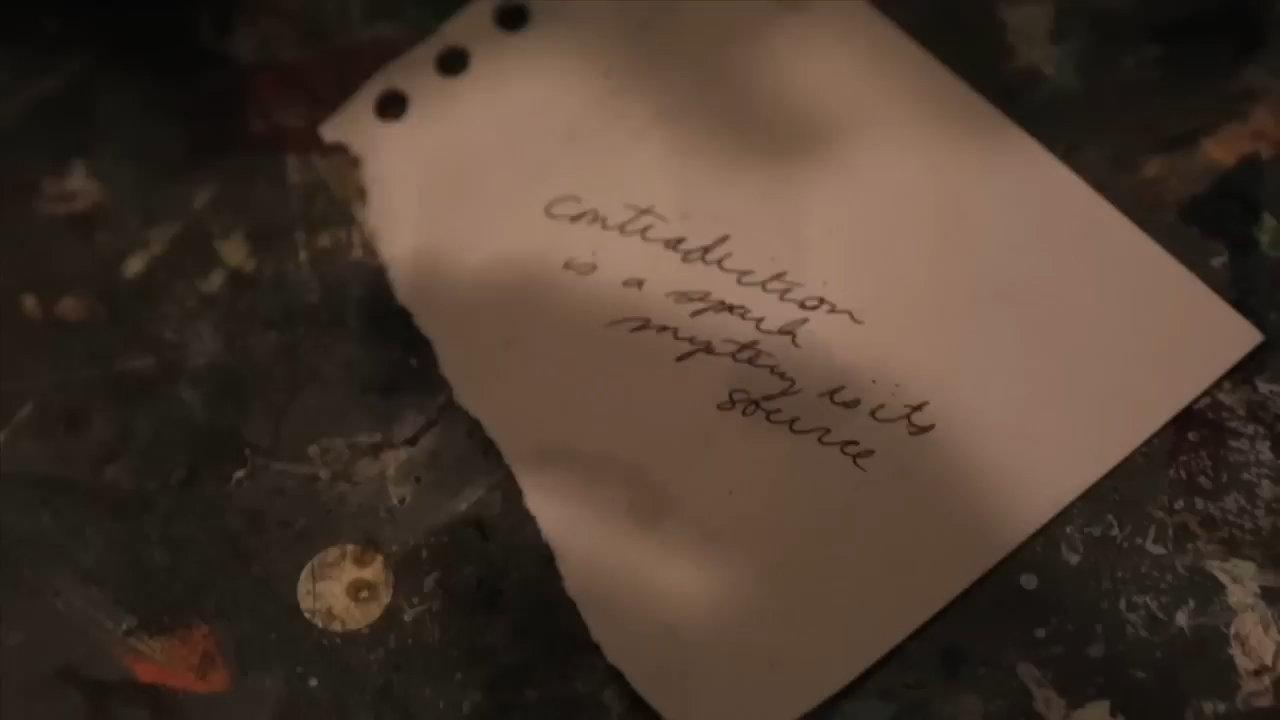 contradiction
is a spark
mystery is its
source